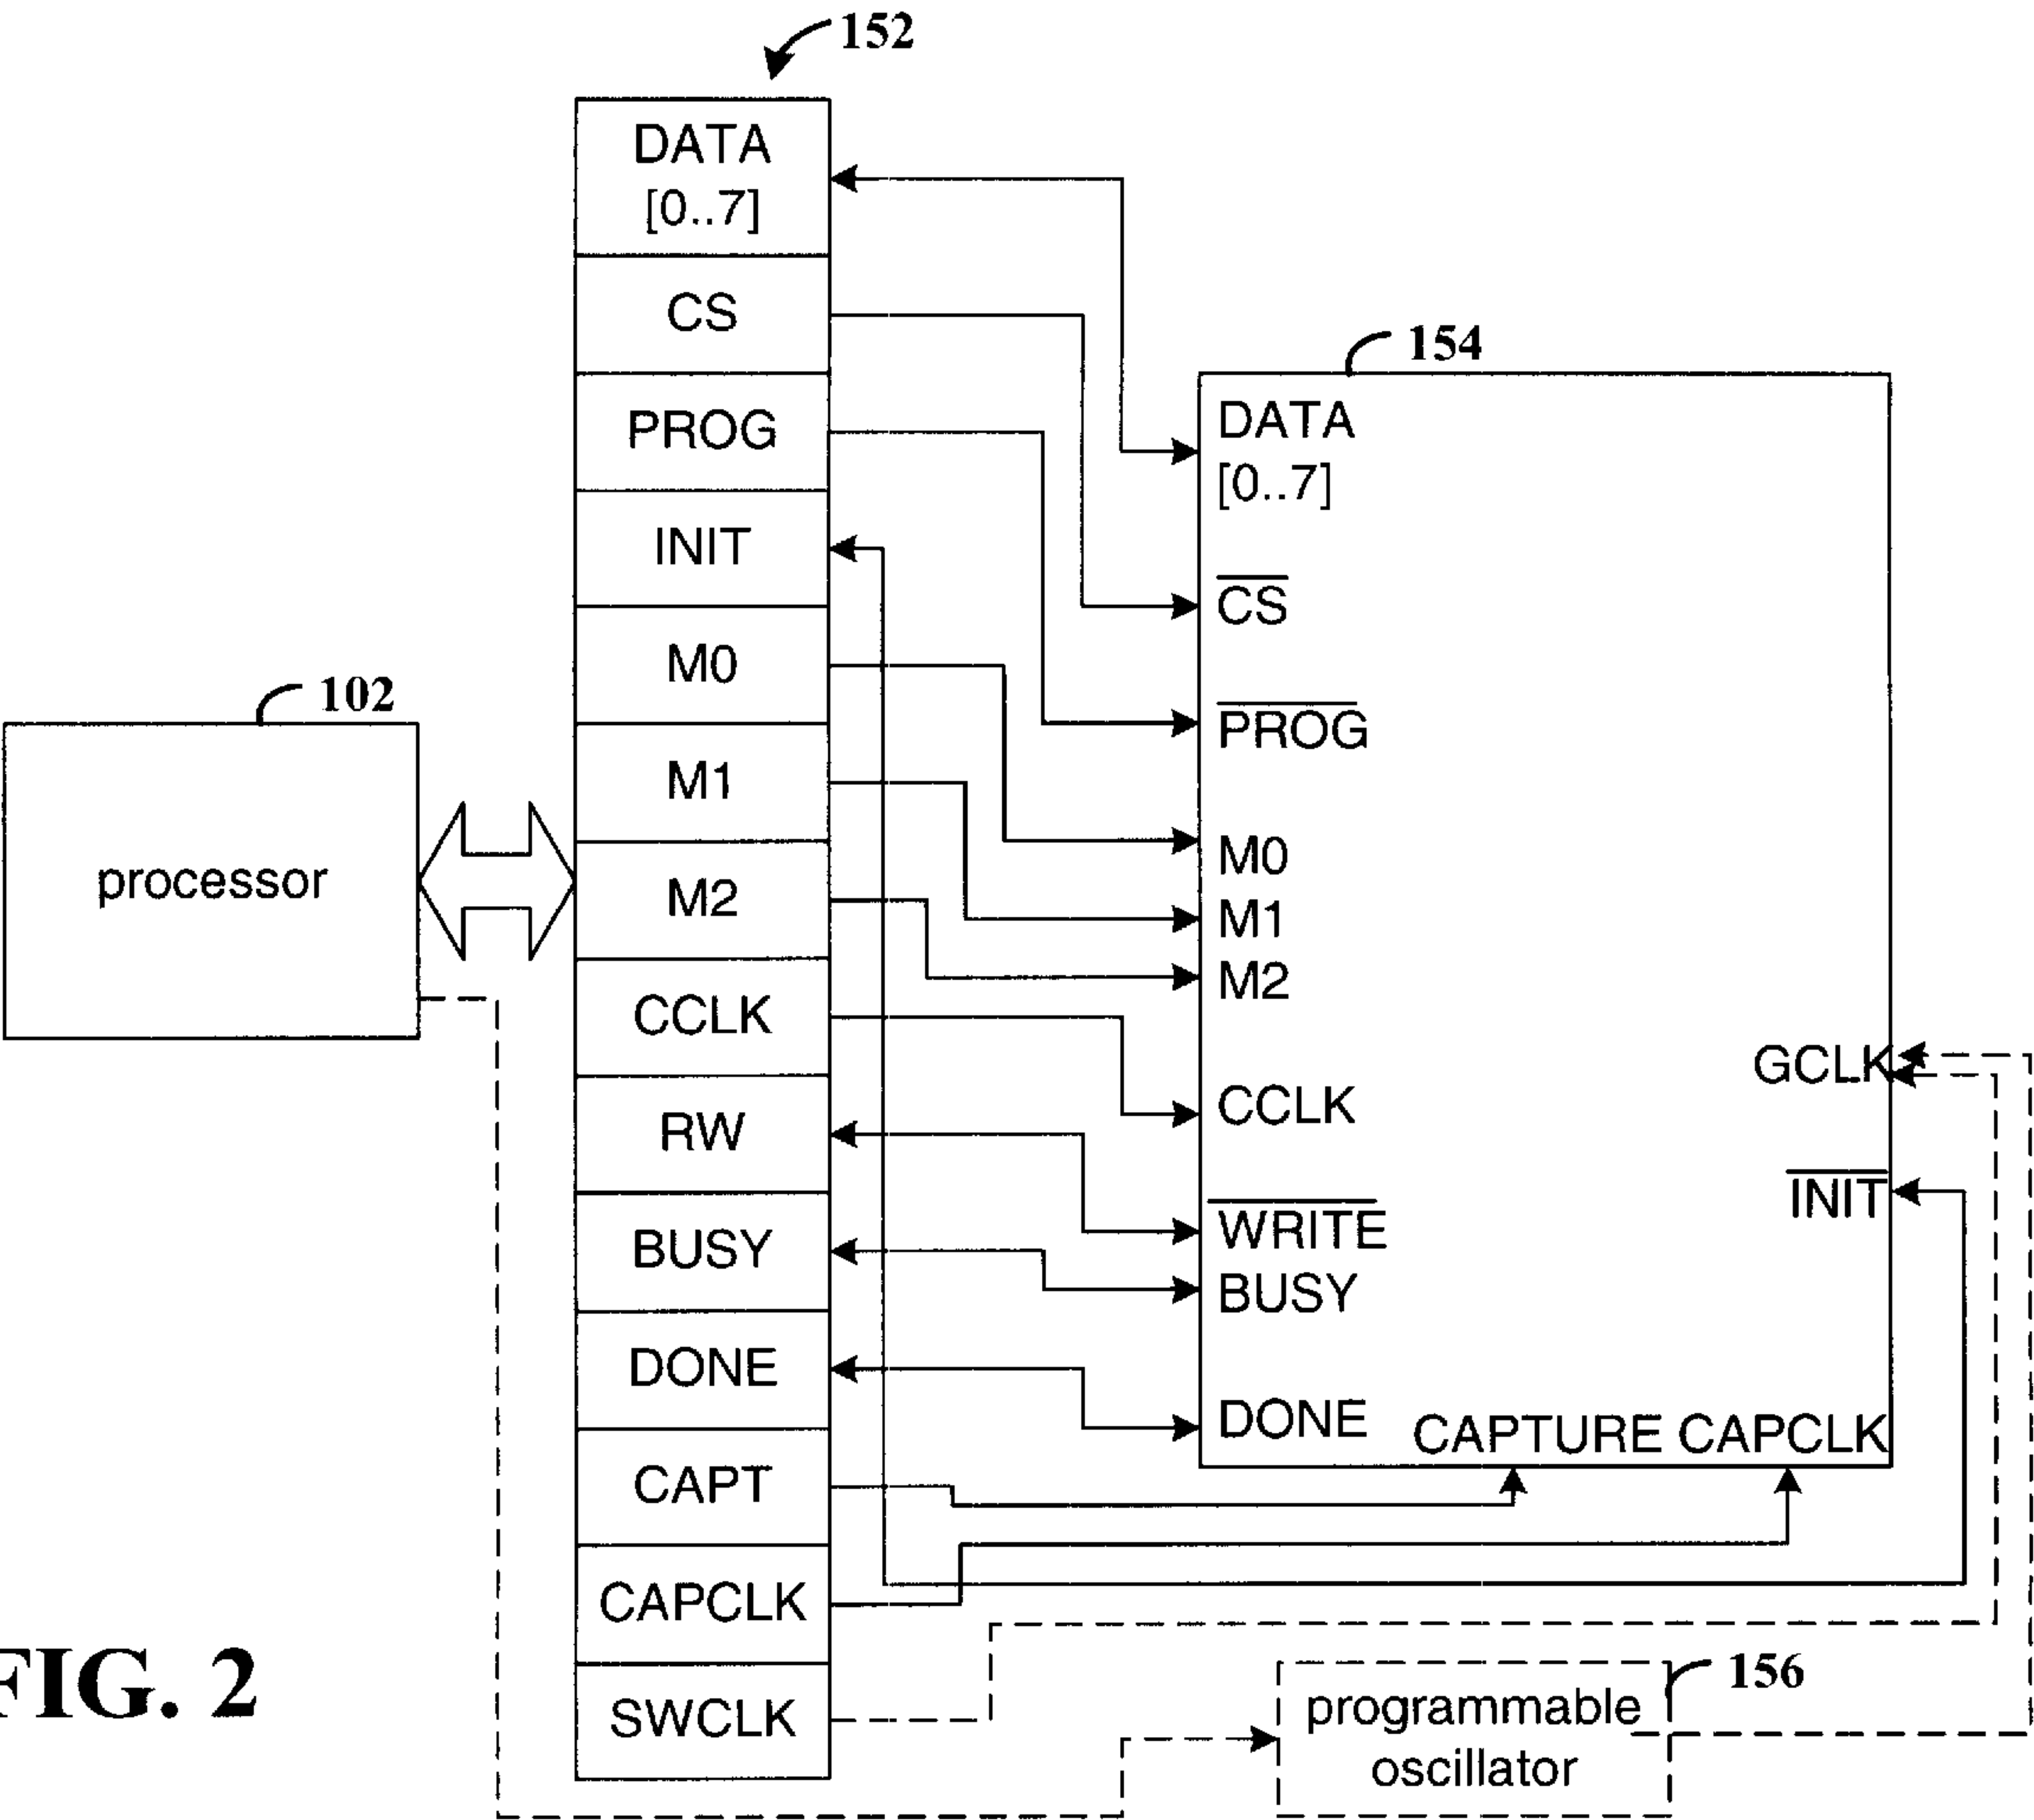 152
DATA
[0..7]
CS
PROG
INIT
M0
M1
M2
CCLK
RW
BUSY
DONE
CAPT
CAPCLK
SWCLK
102
processor
154
DATA
[0..7]
CS
PROG
M0
M1
M2
CCLK
WRITE
BUSY
DONE
CAPTURE CAPCLK
GCLK
INIT
156
programmable
oscillator
FIG. 2